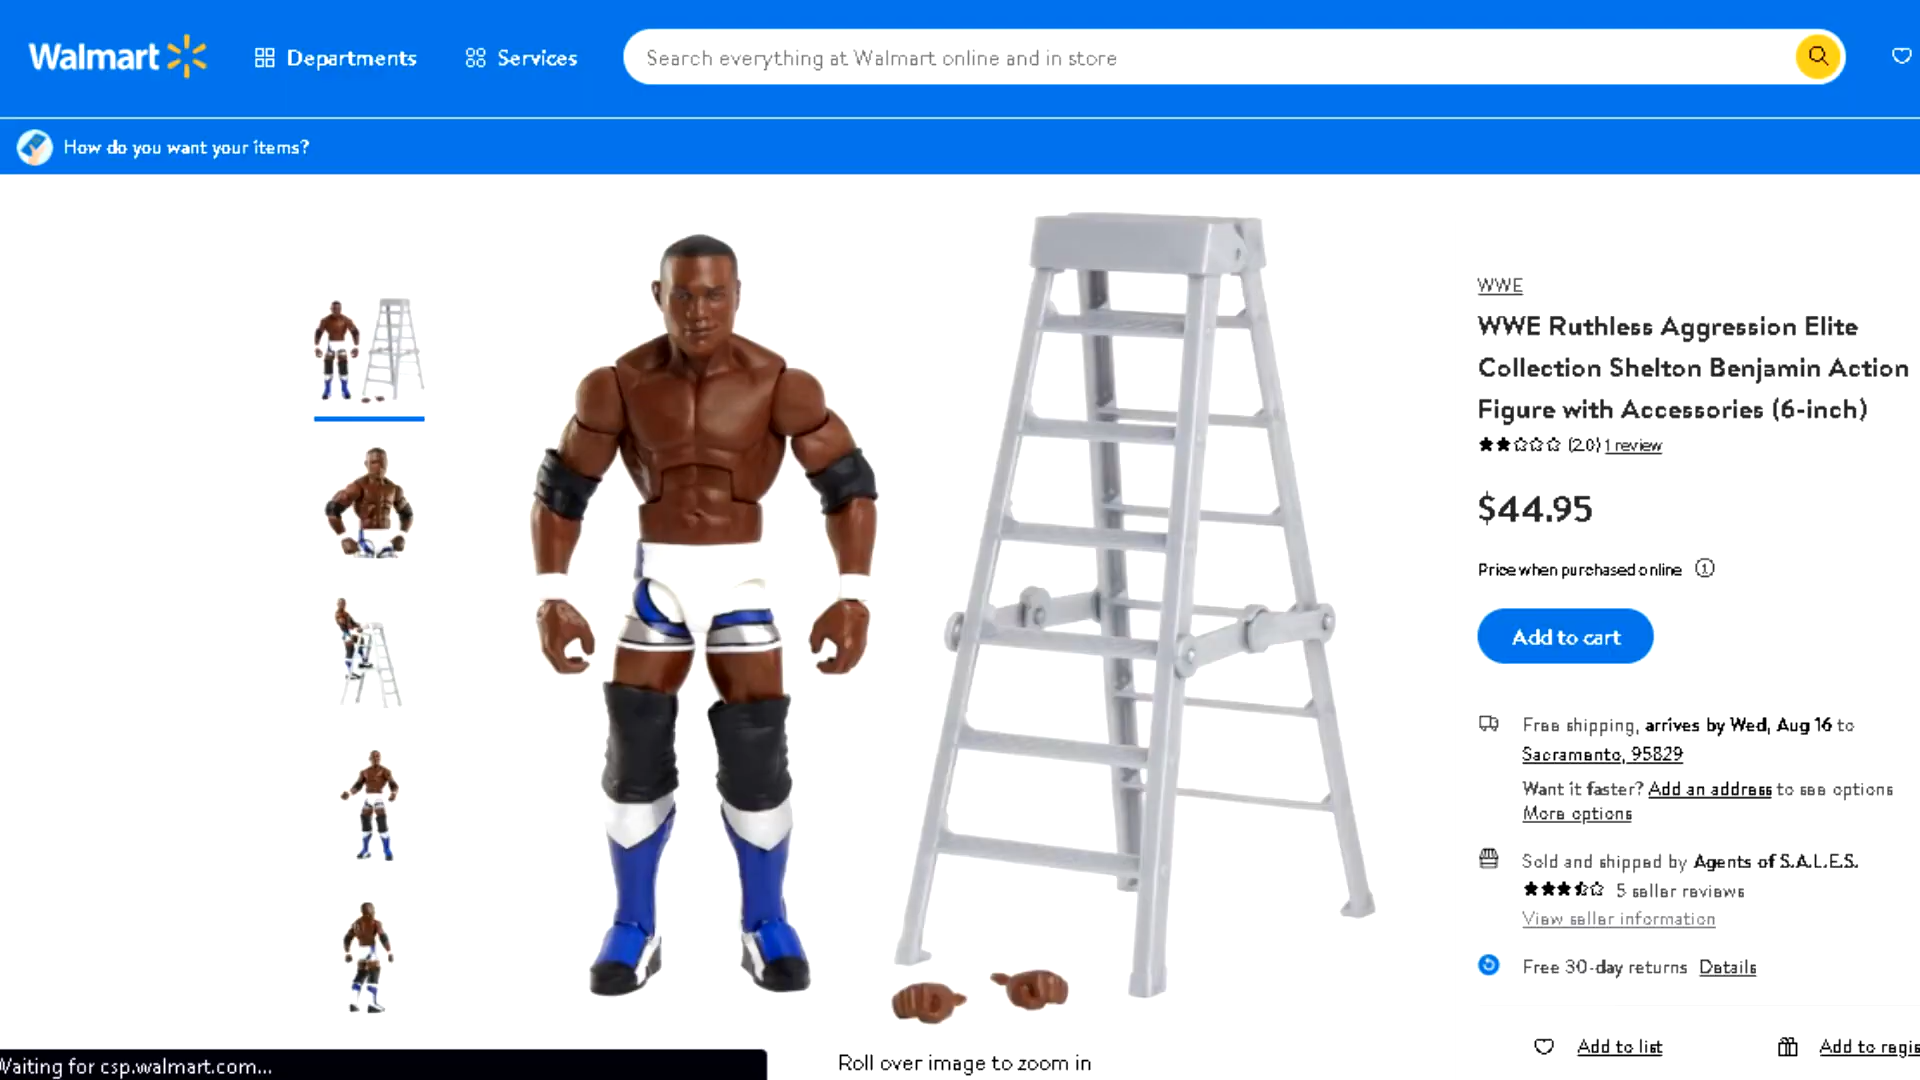 Walmart
Departments
Services
Search everything at Walmart online and in store
How do you want your items?
WWE
WWE Ruthless Aggression Elite
Collection Shelton Benjamin Action
Figure with Accessories (6-inch)
(2.0) 1 review
$44.95
Price when purchased online
Add to cart
Free shipping, arrives by Wed, Aug 16 to
Sacramento, 95829
Want it faster? Add an address to see options
More options
Sold and shipped by Agents of S.A.L.E.S.
5 seller reviews
View seller information
Free 30-day returns Details
Add to list
Add to regis
Waiting for csp.walmart.com...
Roll over image to zoom in